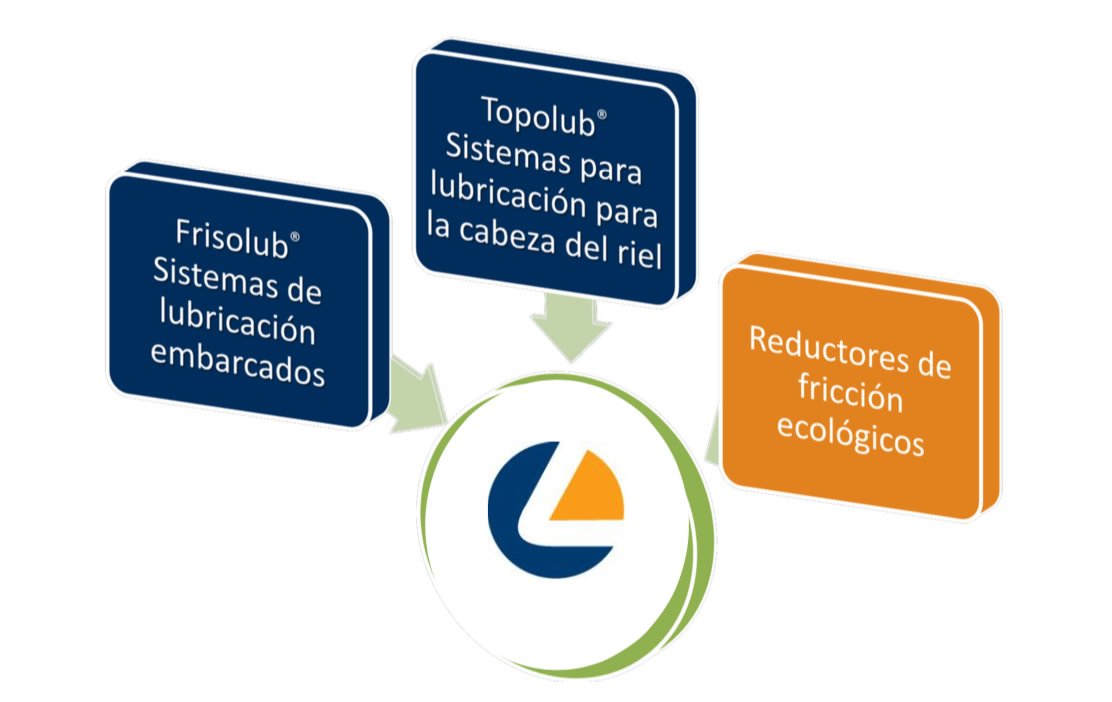 Frisolub®
Sistemas de
lubricación
embarcados
Topolub®
Sistemas para
lubricación para
la cabeza del riel
Reductores de
fricción
ecológicos